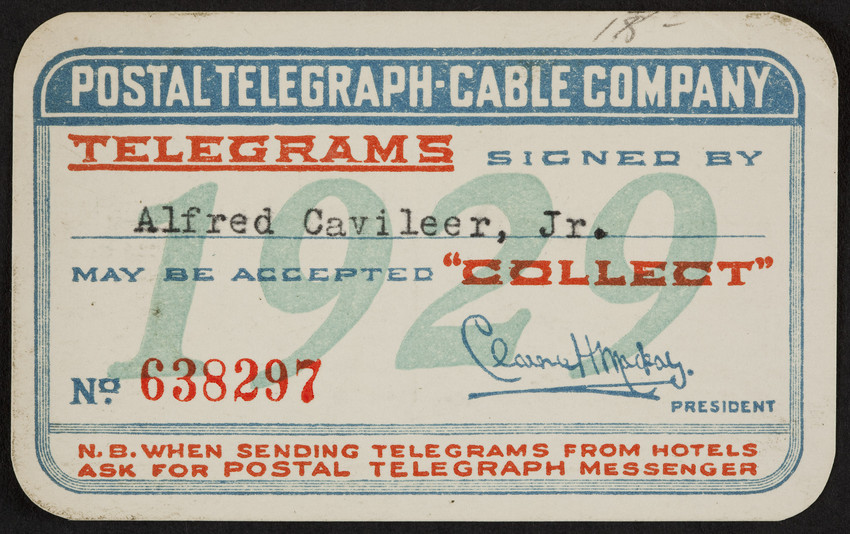 18-
POSTAL TELEGRAPH-CABLE COMPANY
TELEGRAMS SIGNED BY
1929
Alfred Cavileer, Jr.
MAY BE ACCEPTED "COLLECT"
Clarence H Mackay.
No. 638297
PRESIDENT
N.B. WHEN SENDING TELEGRAMS FROM HOTELS
ASK FOR POSTAL TELEGRAPH MESSENGER